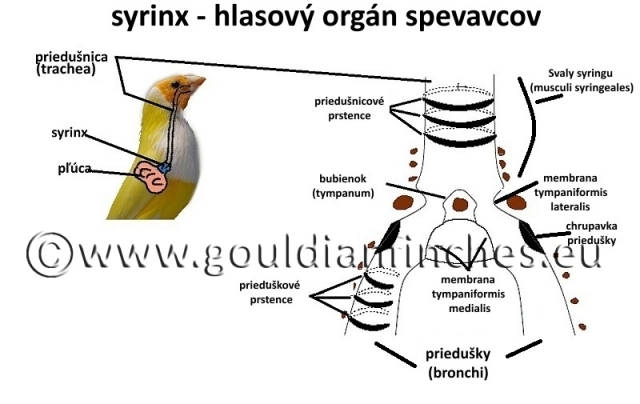 syrinx - hlasový orgán spevavcov
priedušnica
(trachea)
syrinx
pľúca
priedušnicové
prstence
Svaly syringu
(musculi syringeales)
bubienok
(tympanum)
membrana
tympaniformis
lateralis
chrupavka
priedušky
©www.gouldianfinches.eu
prieduškové
prstence
membrana
tympaniformis
medialis
priedušky
(bronchi)